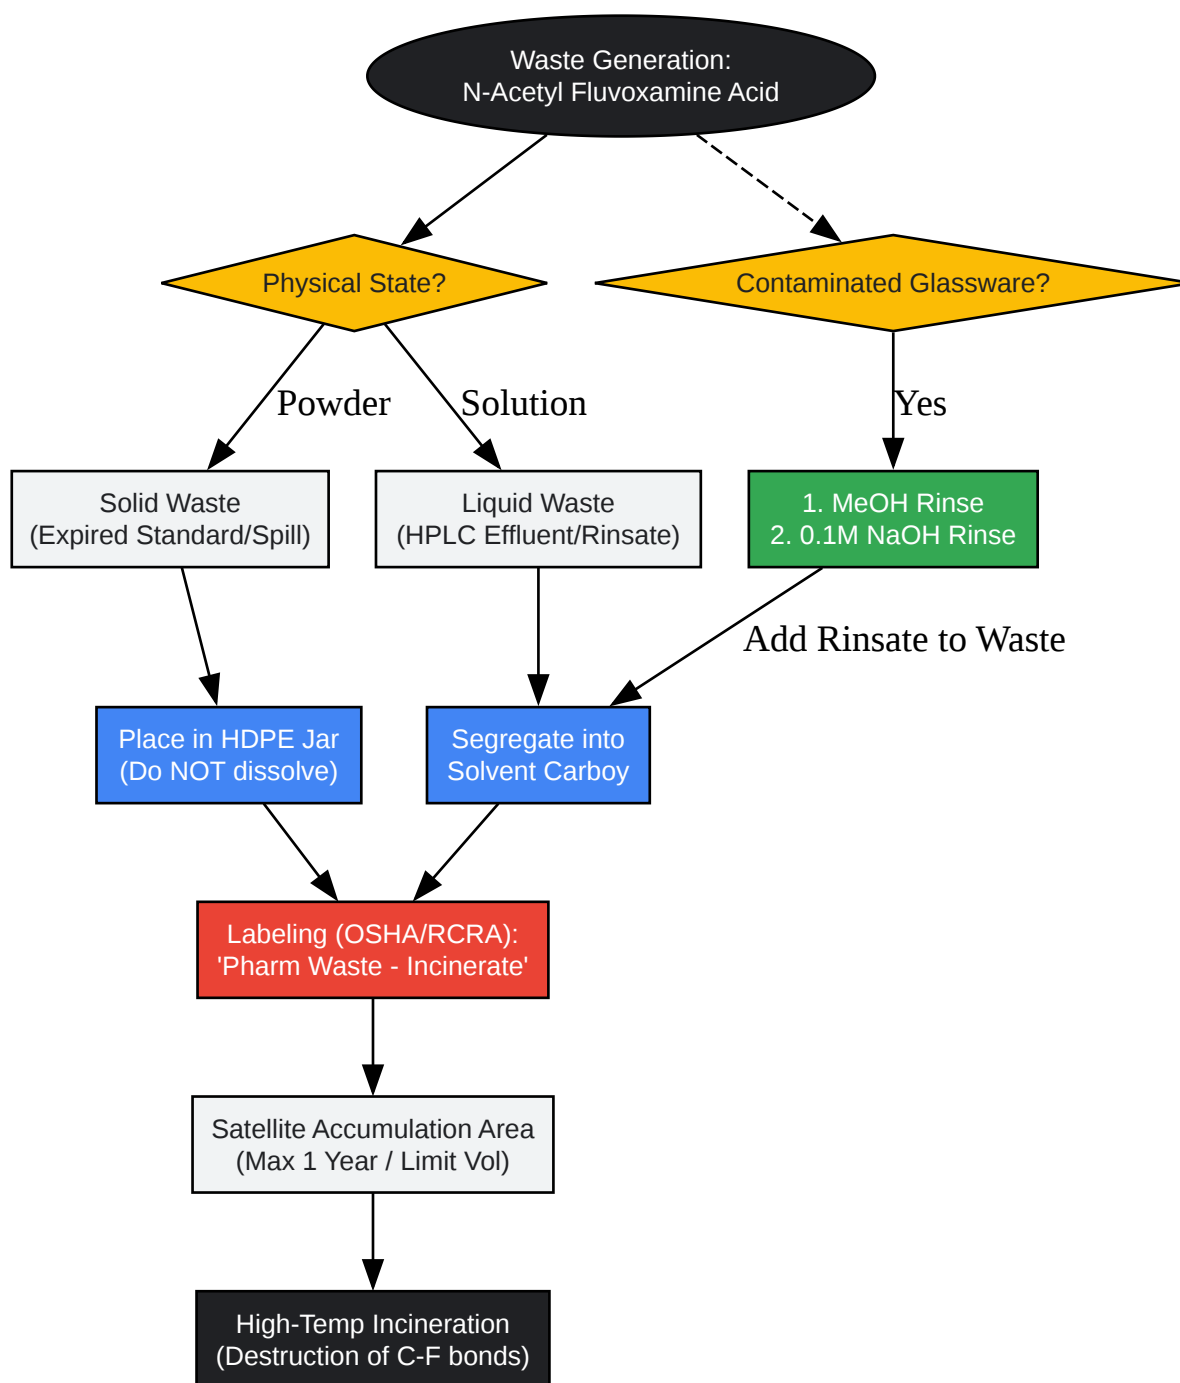 Waste Generation:
N-Acetyl Fluvoxamine Acid
Physical State?
Contaminated Glassware?
Powder
Solution
Yes
Solid Waste
(Expired Standard/Spill)
Liquid Waste
(HPLC Effluent/Rinsate)
1. MeOH Rinse
2. 0.1M NaOH Rinse
Add Rinsate to Waste
Place in HDPE Jar
(Do NOT dissolve)
Segregate into
Solvent Carboy
Labeling (OSHA/RCRA):
'Pharm Waste - Incinerate'
Satellite Accumulation Area
(Max 1 Year / Limit Vol)
High-Temp Incineration
(Destruction of C-F bonds)